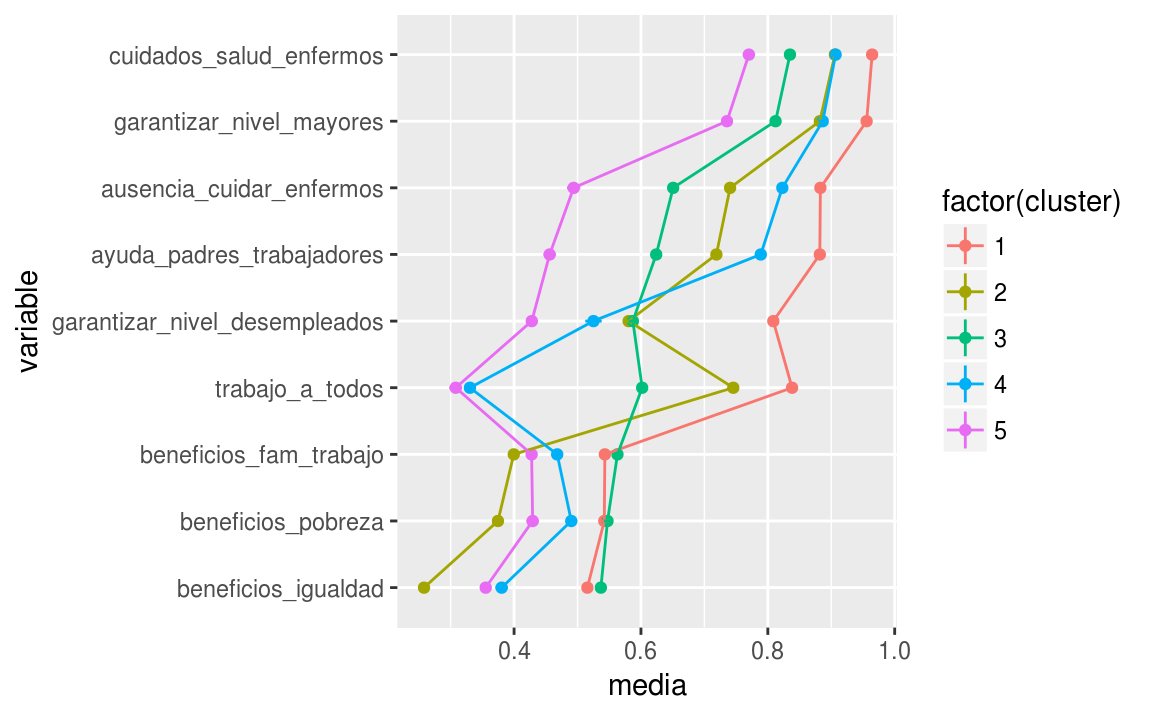 cuidados_salud_enfermos
garantizar_nivel_mayores
ausencia_cuidar_enfermos
ayuda_padres_trabajadores
garantizar_nivel_desempleados
trabajo_a_todos
beneficios_fam_trabajo
beneficios_pobreza
beneficios_igualdad
variable
0.4 0.6 0.8 1.0
media
factor(cluster)
1
2
3
4
5